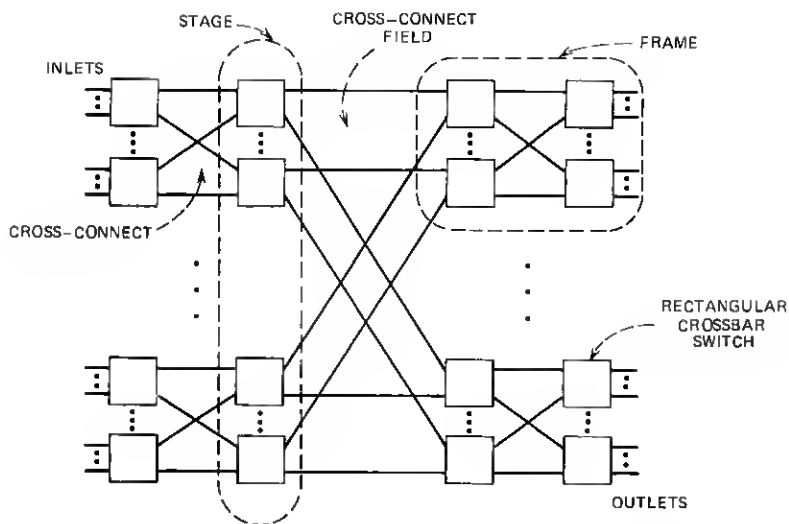 STAGE
CROSS-CONNECT
FIELD
FRAME
INLETS
CROSS-CONNECT
RECTANGULAR
CROSSBAR
SWITCH
OUTLETS